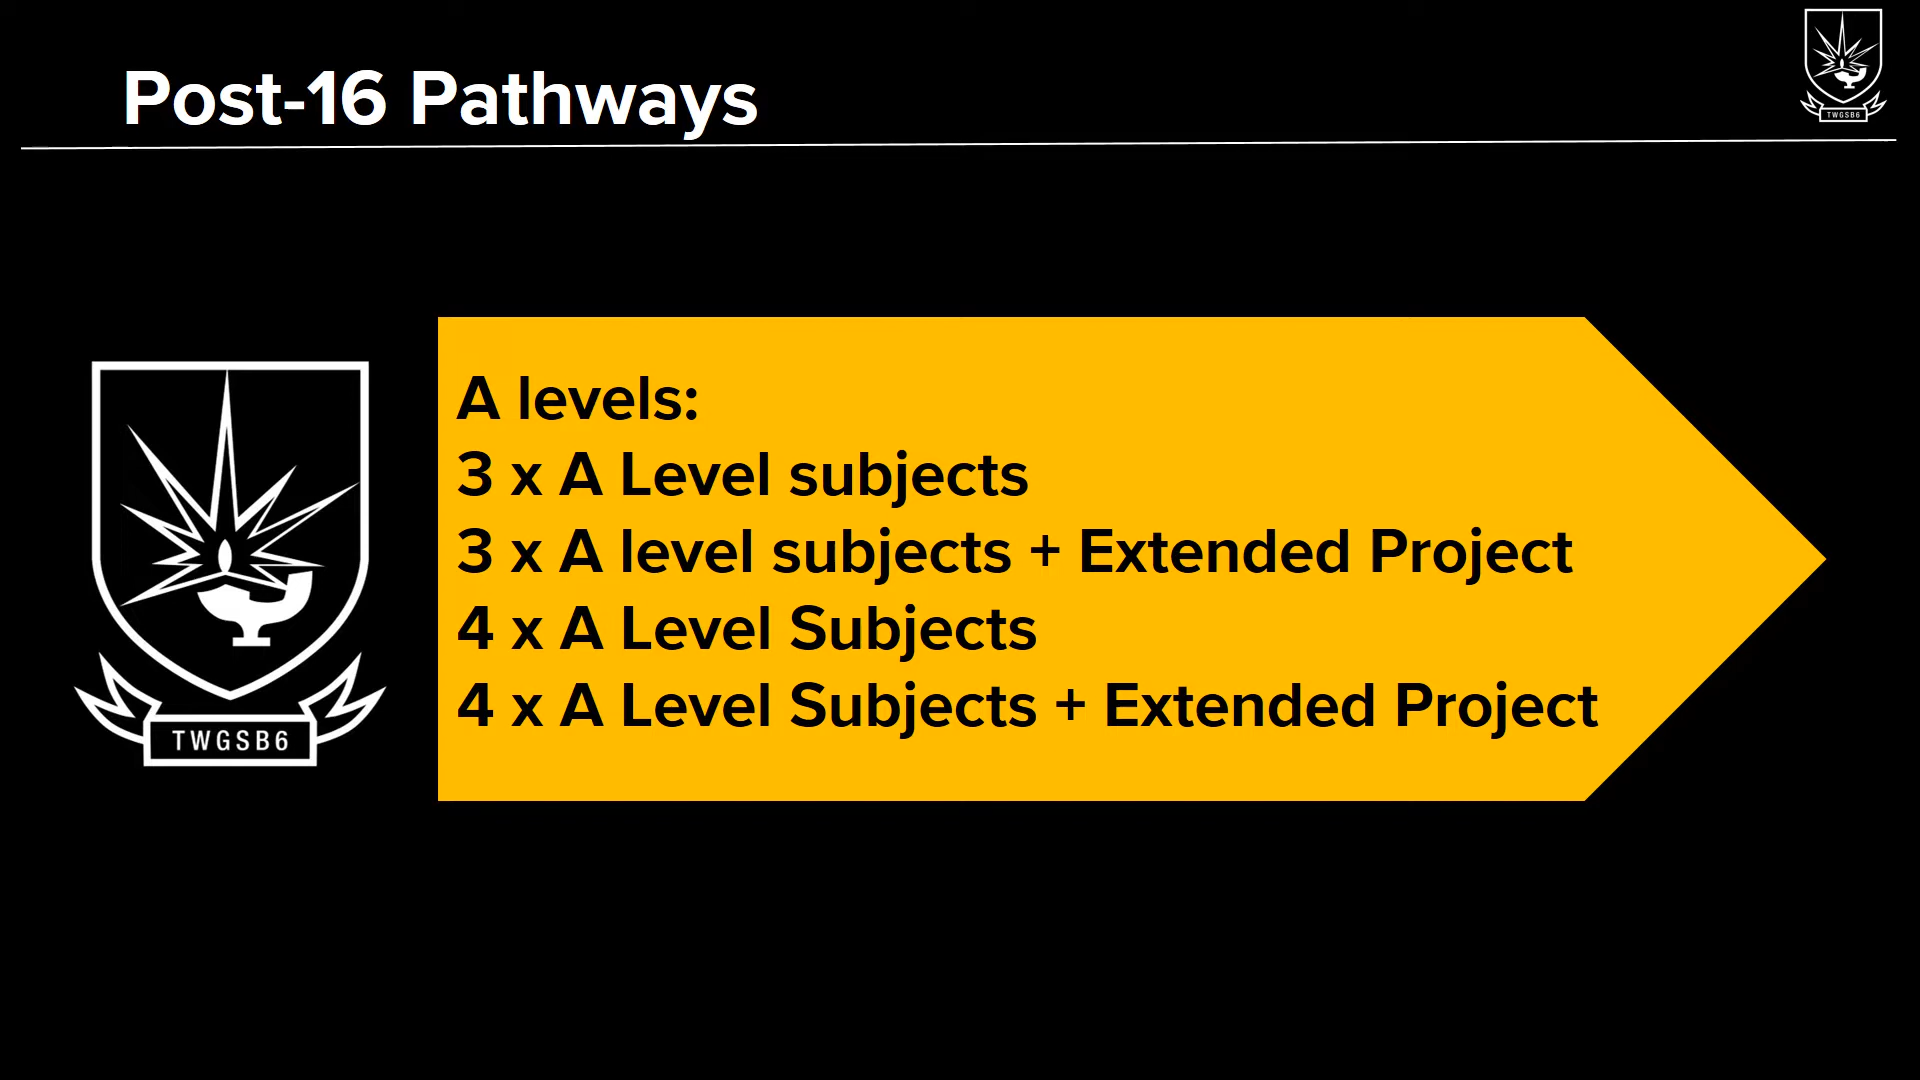 Post-16 Pathways
TWGSB6
A levels:
3 x A Level subjects
3 x A level subjects + Extended Project
4 x A Level Subjects
4 x A Level Subjects + Extended Project
TWGSB6